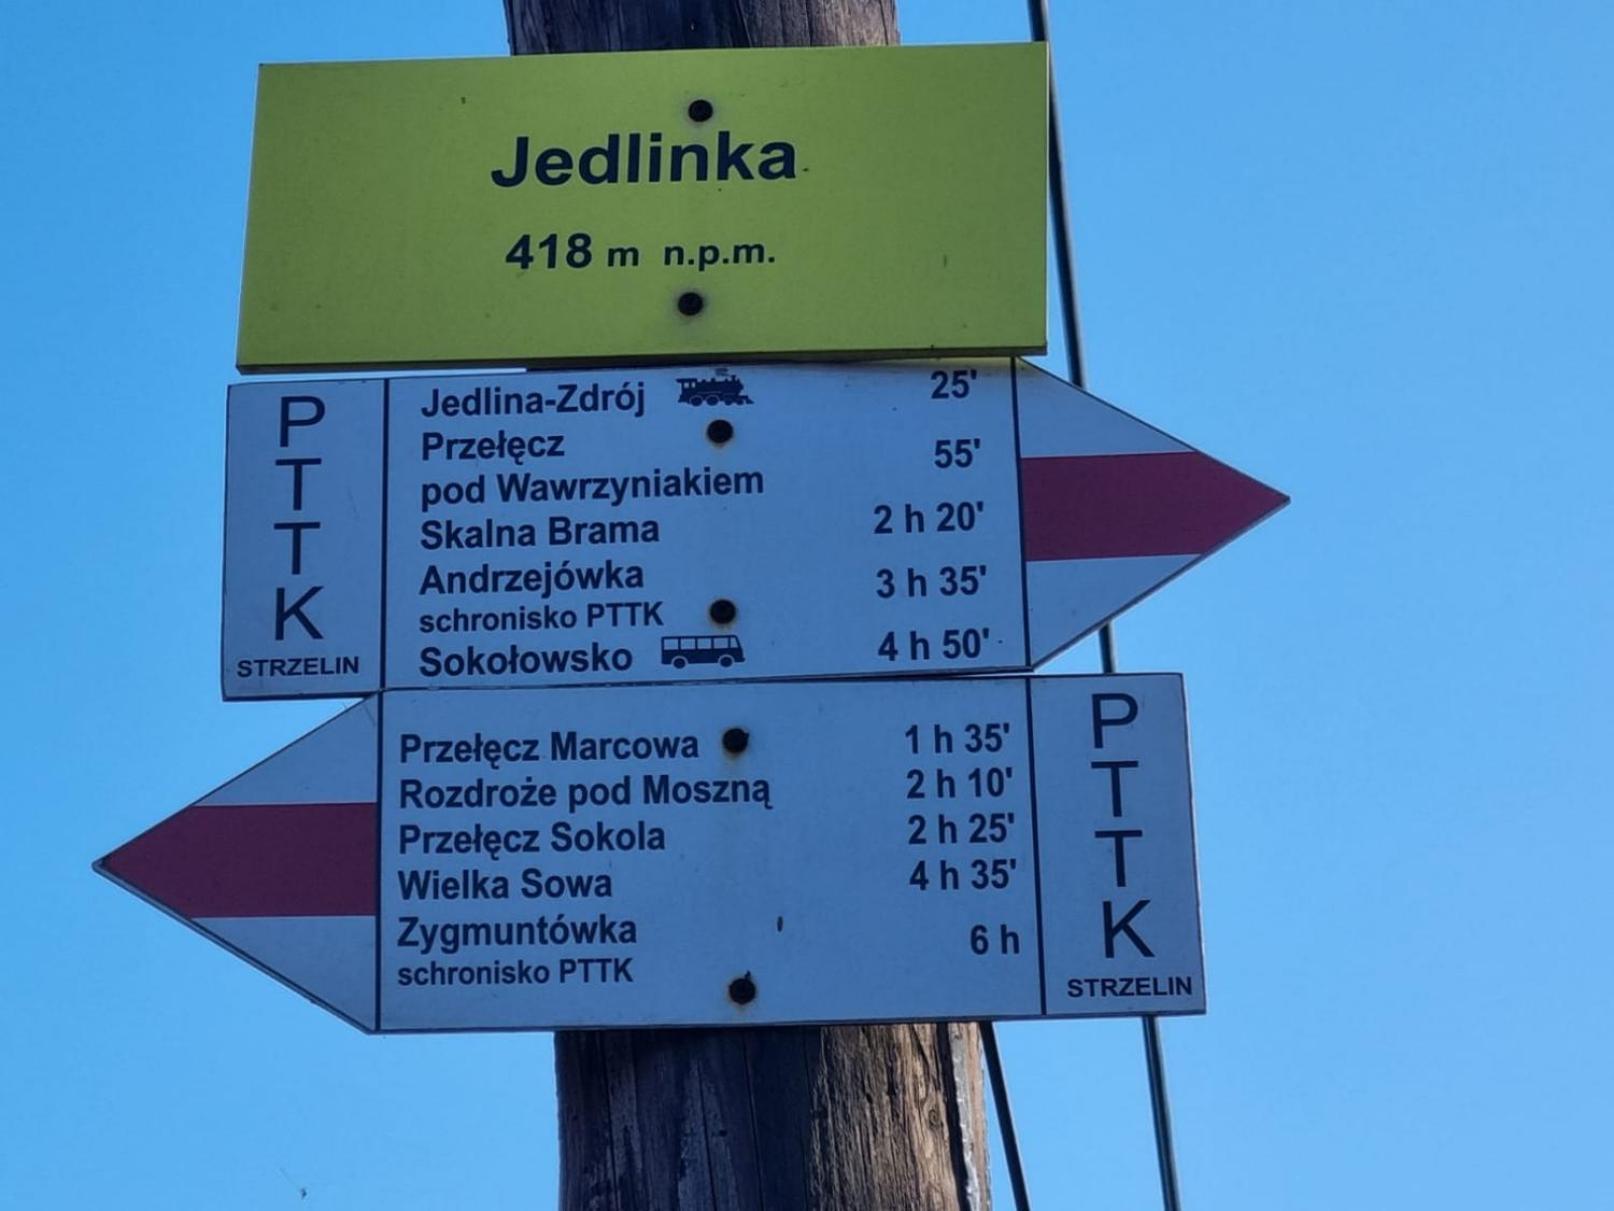 Jedlinka
418 m n.p.m.
PTTK
STRZELIN
Jedlina-Zdrój 25'
Przełęcz
pod Wawrzyniakiem 55'
Skalna Brama 2 h 20'
Andrzejówka 3 h 35'
schronisko PTTK
Sokołowsko 4 h 50'
Przełęcz Marcowa 1 h 35'
Rozdroże pod Moszną 2 h 10'
Przełęcz Sokola 2 h 25'
Wielka Sowa 4 h 35'
Zygmuntówka 6 h
schronisko PTTK
PTTK
STRZELIN